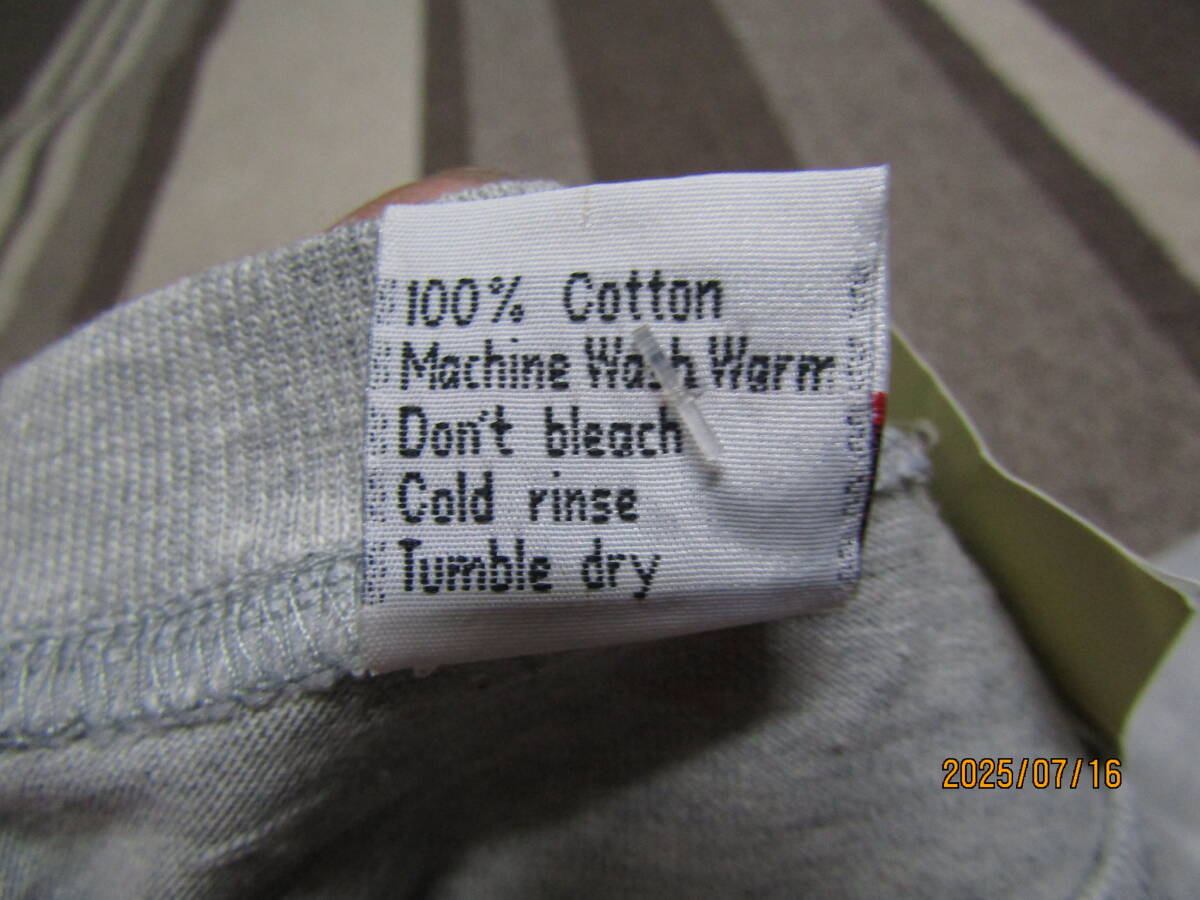 100% Cotton
Machine Wash Warm
Don't bleach
Cold rinse
Tumble dry
2025/07/16